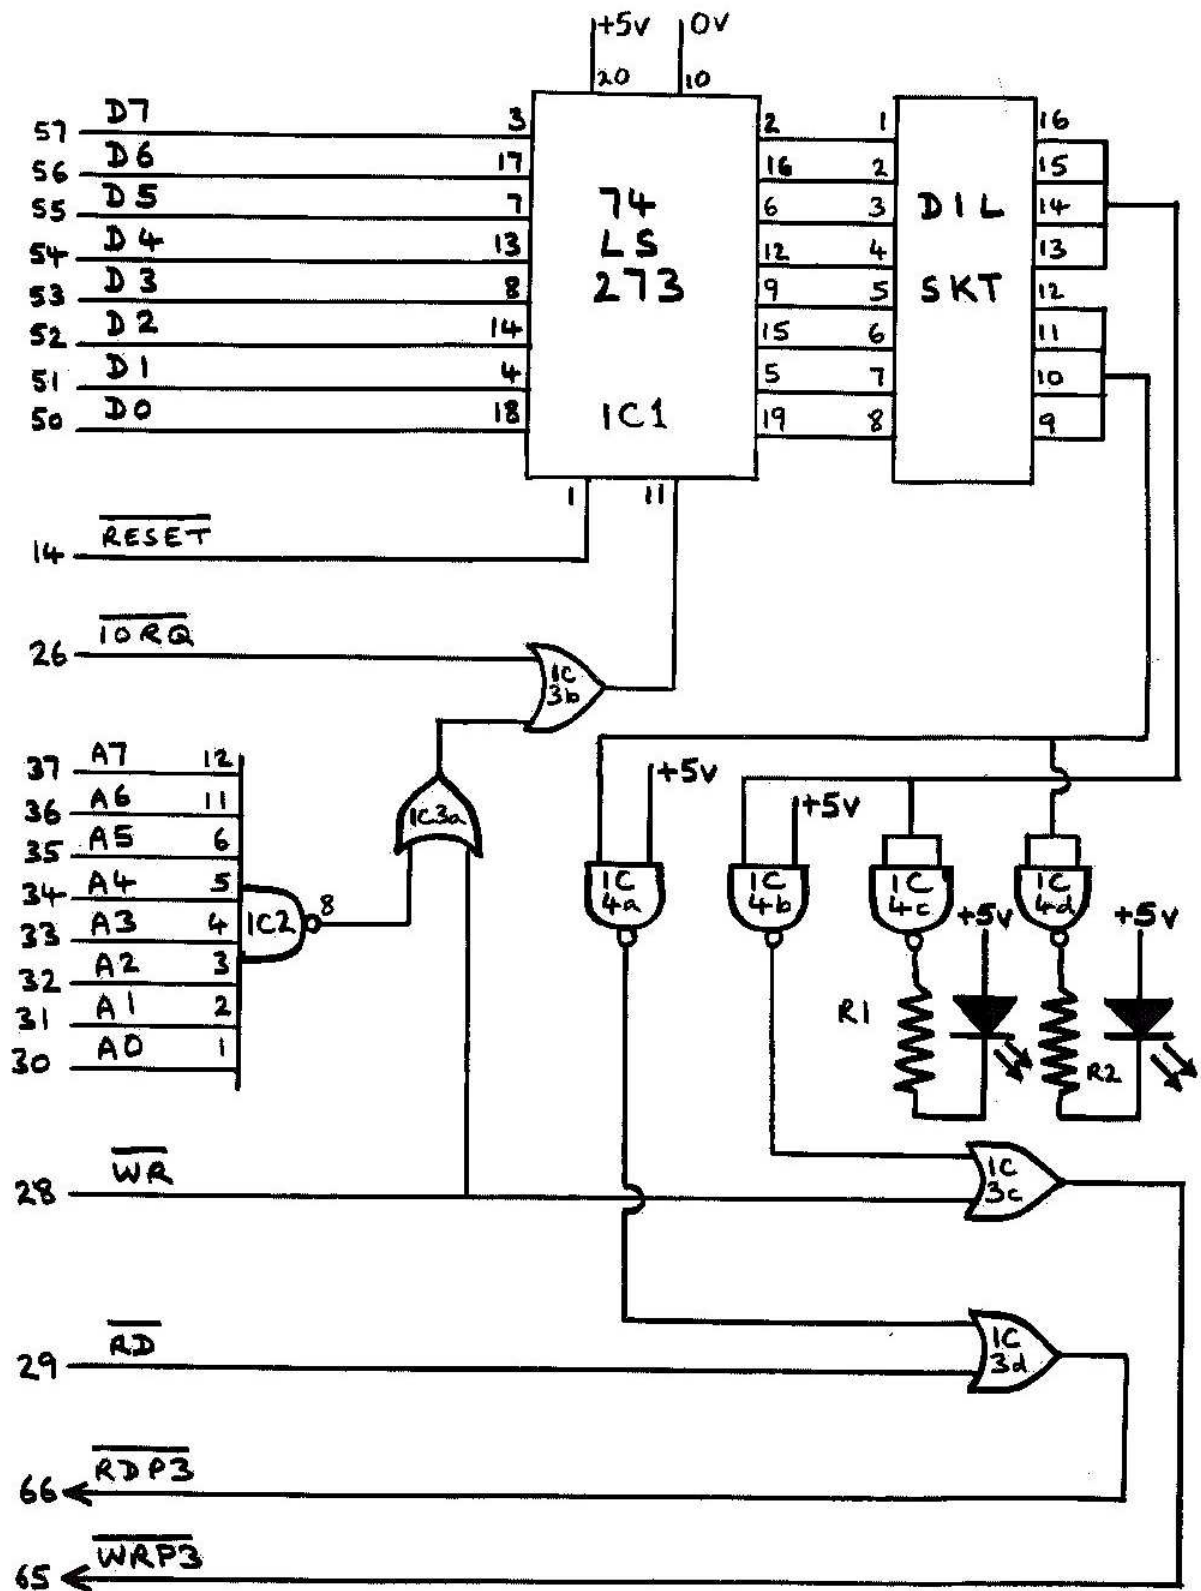 +5v 0v
20 10
57 D7 3 2 1 16
56 D6 17 16 2 15
55 D5 7 74 6 3 DIL 14
54 D4 13 LS 12 4 13
53 D3 8 273 9 5 SKT 12
52 D2 14 15 6 11
51 D1 4 5 7 10
50 D0 18 IC1 19 8 9
1 11
14 RESET
26 IORQ
IC
3b
37 A7 12
36 A6 11
35 A5 6
34 A4 5
33 A3 4
32 A2 3
31 A1 2
30 A0 1
IC2 8
IC3a
+5v
+5v
IC
4a
IC
4b
IC
4c
IC
4d
+5v
+5v
R1
R2
28 WR
IC
3c
29 RD
IC
3d
66 RDP3
65 WRP3